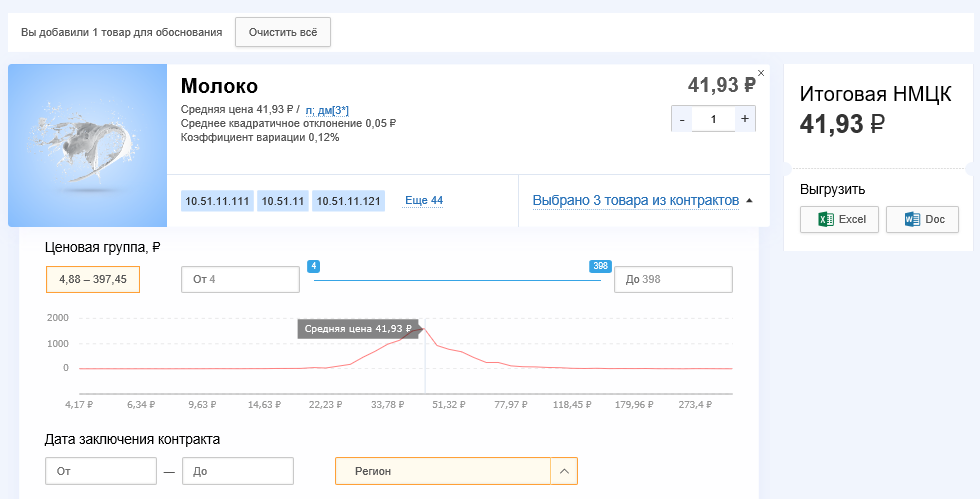 Вы добавили 1 товар для обоснования
Очистить всё
Молоко
41,93 ₽
Средняя цена 41,93 ₽ / л; дм[3*]
Среднее квадратичное отклонение 0,05 ₽
Коэффициент вариации 0,12%
- 1 +
10.51.11.111 10.51.11 10.51.11.121 Еще 44
Выбрано 3 товара из контрактов
Итоговая НМЦК
41,93 ₽
Выгрузить
Excel Doc
Ценовая группа, ₽
4,88 – 397,45
От 4
4
398
До 398
2000
1000
0
Средняя цена 41,93 ₽
4,17 ₽ 6,34 ₽ 9,63 ₽ 14,63 ₽ 22,23 ₽ 33,78 ₽ 51,32 ₽ 77,97 ₽ 118,45 ₽ 179,96 ₽ 273,4 ₽
Дата заключения контракта
От — До
Регион